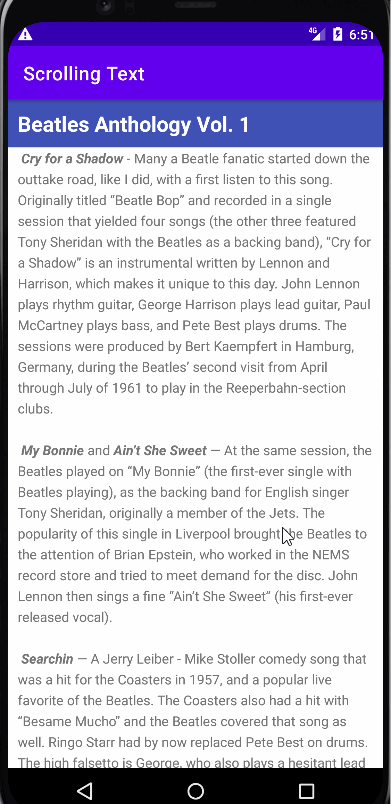 4G 6:51
Scrolling Text
Beatles Anthology Vol. 1
Cry for a Shadow - Many a Beatle fanatic started down the
outtake road, like I did, with a first listen to this song.
Originally titled “Beatle Bop” and recorded in a single
session that yielded four songs (the other three featured
Tony Sheridan with the Beatles as a backing band), “Cry for
a Shadow” is an instrumental written by Lennon and
Harrison, which makes it unique to this day. John Lennon
plays rhythm guitar, George Harrison plays lead guitar, Paul
McCartney plays bass, and Pete Best plays drums. The
sessions were produced by Bert Kaempfert in Hamburg,
Germany, during the Beatles’ second visit from April
through July of 1961 to play in the Reeperbahn-section
clubs.
My Bonnie and Ain’t She Sweet — At the same session, the
Beatles played on “My Bonnie” (the first-ever single with
Beatles playing), as the backing band for English singer
Tony Sheridan, originally a member of the Jets. The
popularity of this single in Liverpool brought the Beatles to
the attention of Brian Epstein, who worked in the NEMS
record store and tried to meet demand for the disc. John
Lennon then sings a fine “Ain’t She Sweet” (his first-ever
released vocal).
Searchin — A Jerry Leiber - Mike Stoller comedy song that
was a hit for the Coasters in 1957, and a popular live
favorite of the Beatles. The Coasters also had a hit with
“Besame Mucho” and the Beatles covered that song as
well. Ringo Starr had by now replaced Pete Best on drums.
The high falsetto is George, who also plays a hesitant lead